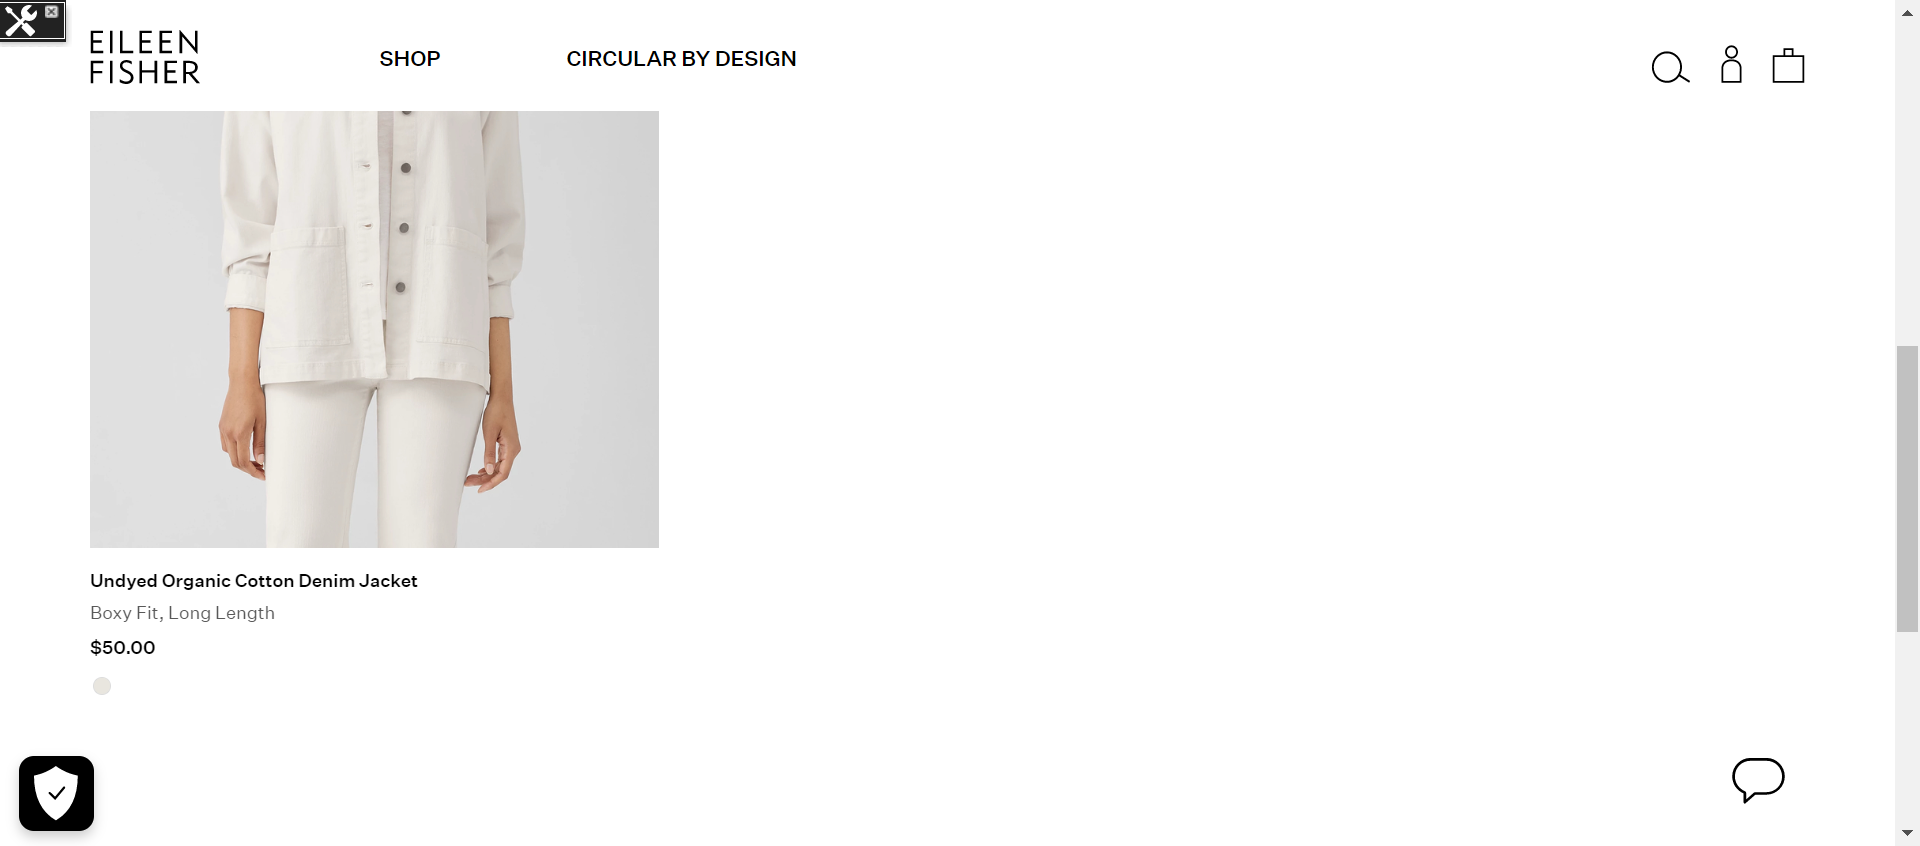 EILEEN
FISHER
SHOP
CIRCULAR BY DESIGN
Undyed Organic Cotton Denim Jacket
Boxy Fit, Long Length
$50.00